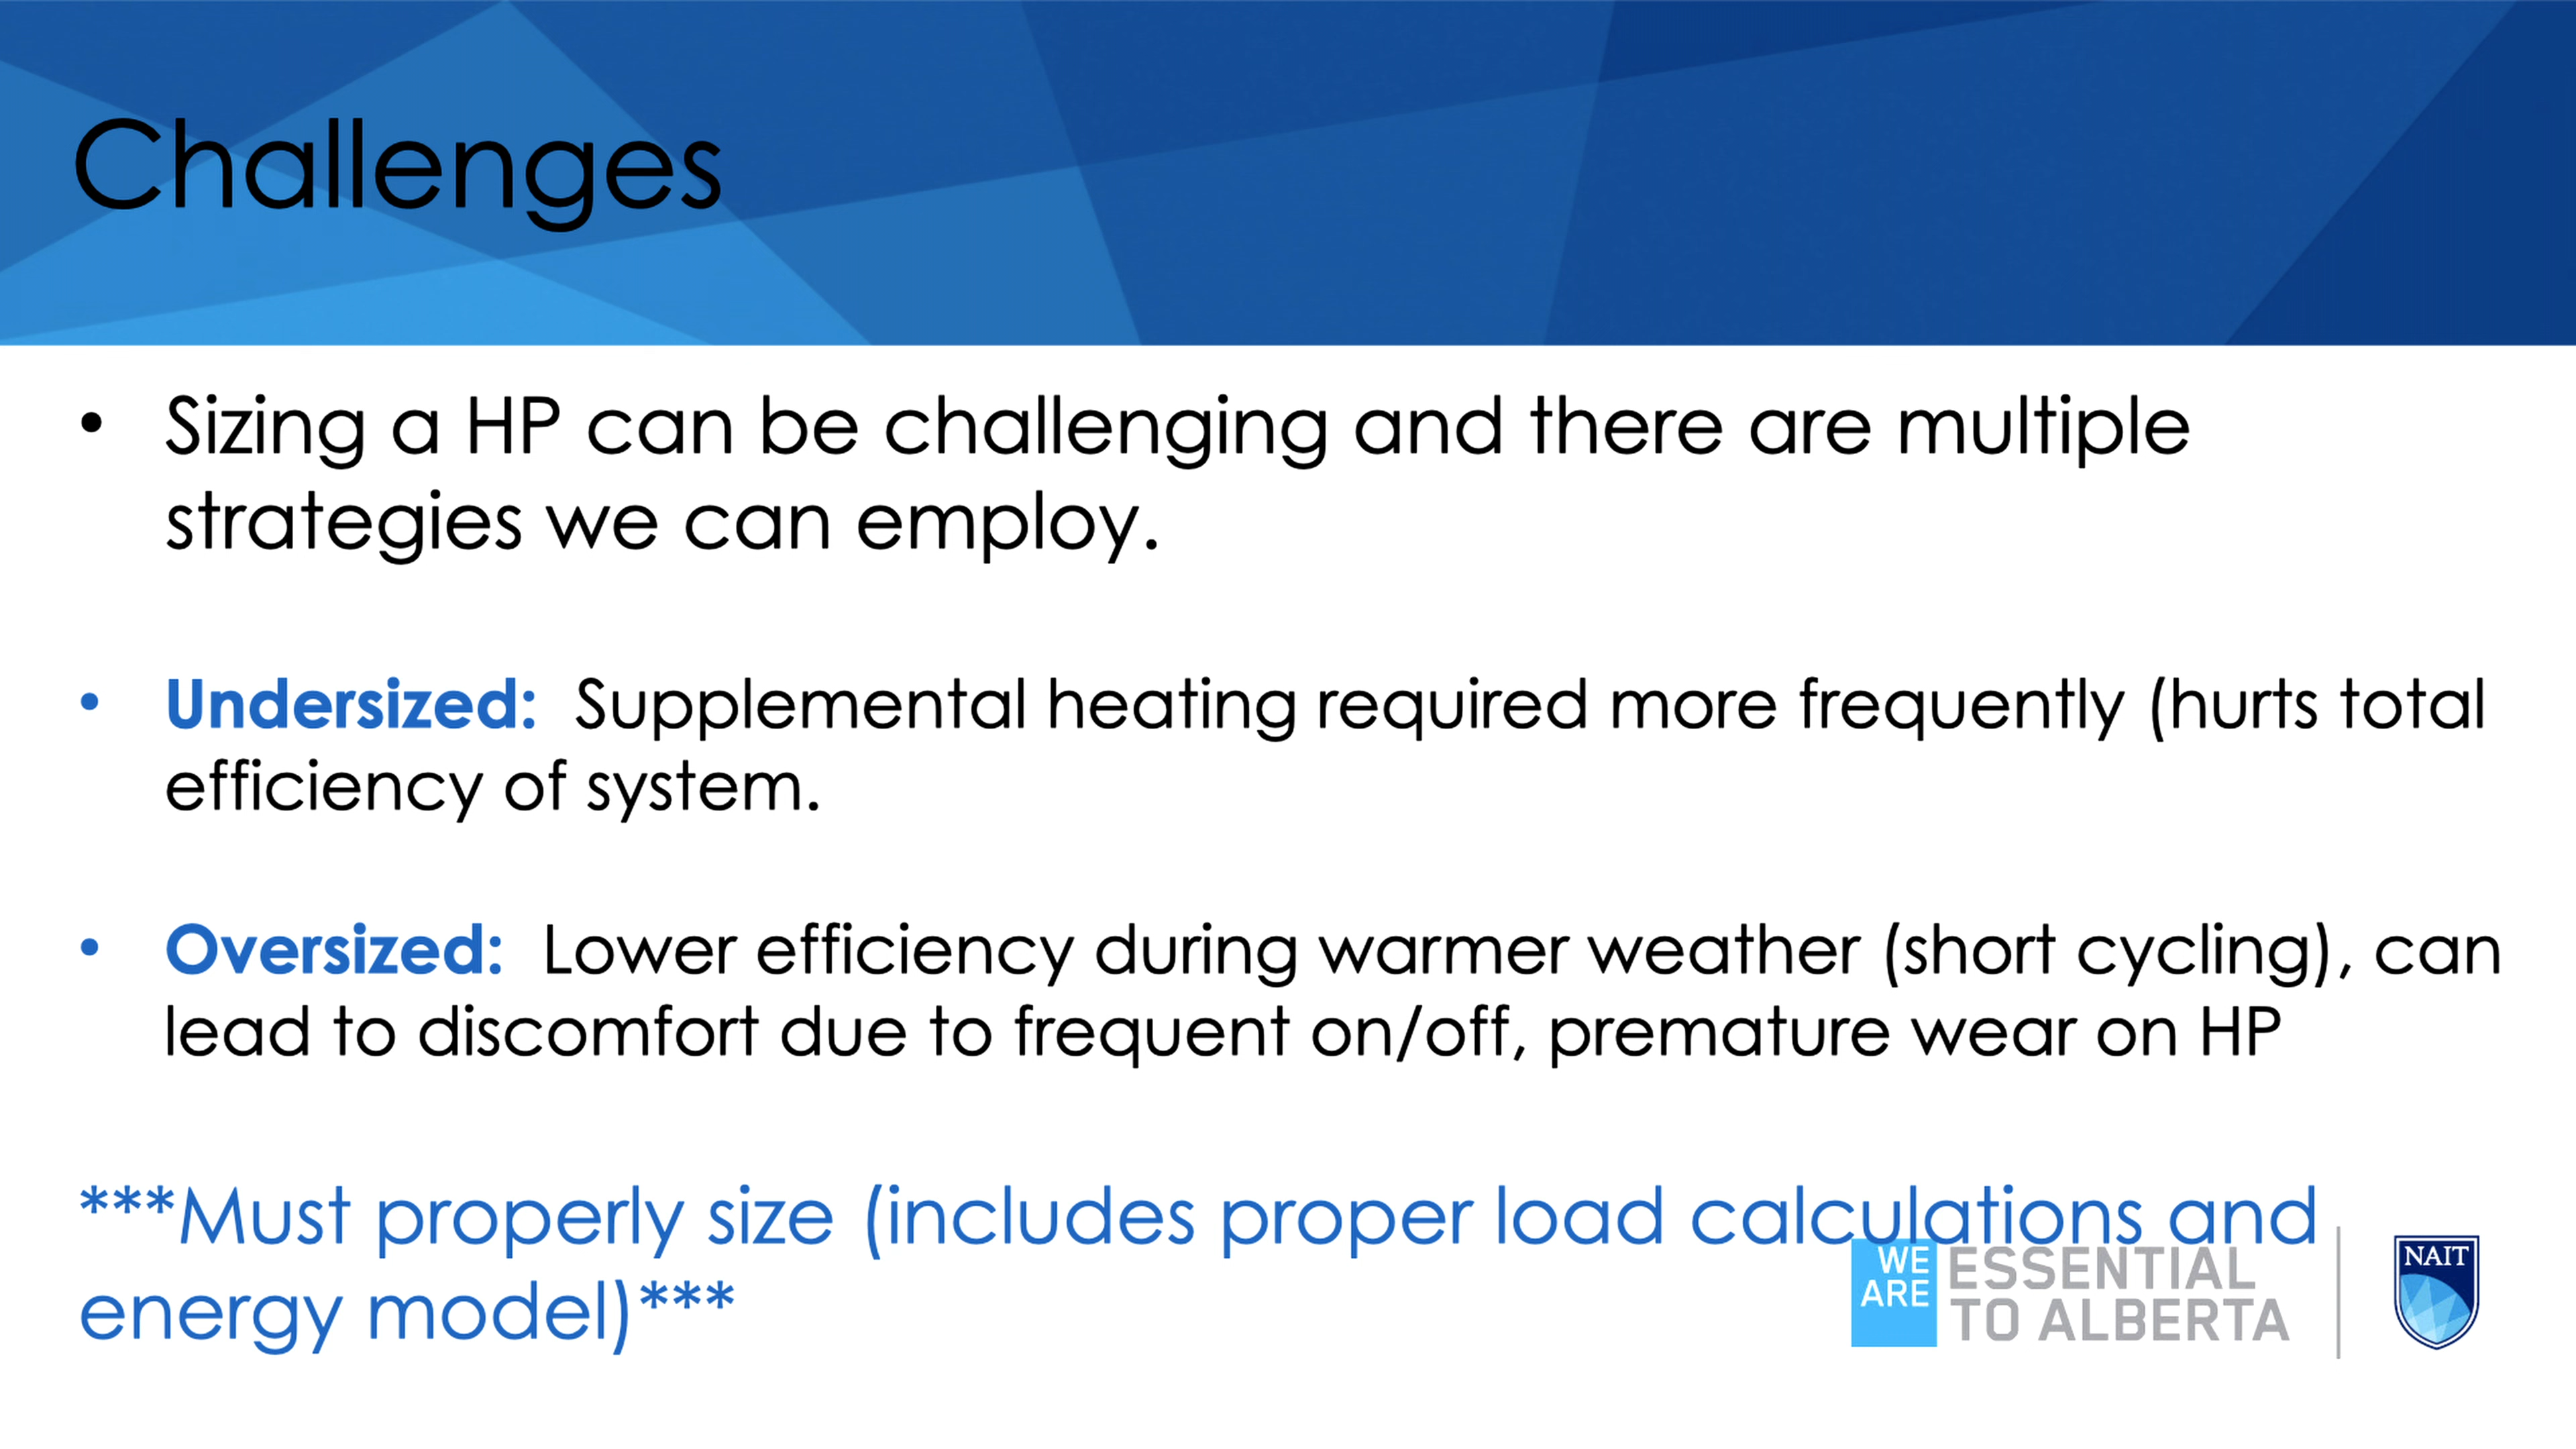 Challenges
• Sizing a HP can be challenging and there are multiple
strategies we can employ.
• Undersized: Supplemental heating required more frequently (hurts total
efficiency of system.
• Oversized: Lower efficiency during warmer weather (short cycling), can
lead to discomfort due to frequent on/off, premature wear on HP
***Must properly size (includes proper load calculations and
energy model)***
WE ARE
ESSENTIAL
TO ALBERTA
NAIT